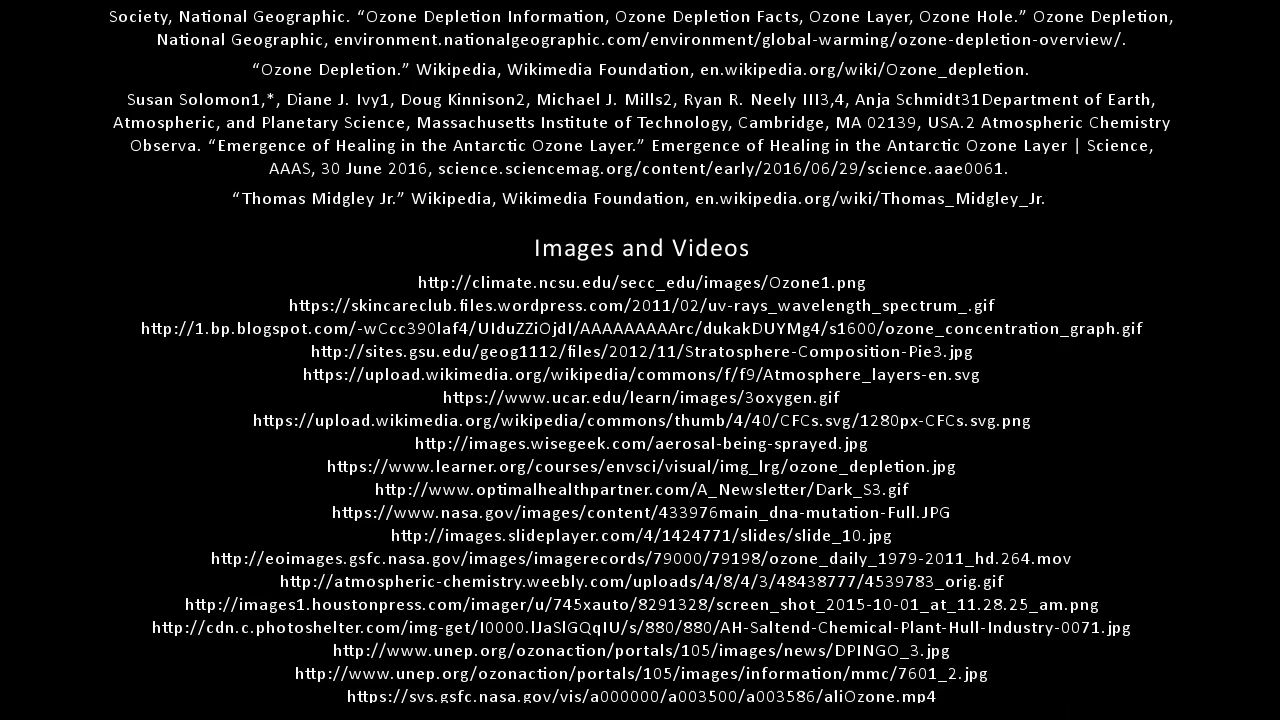 Society, National Geographic. “Ozone Depletion Information, Ozone Depletion Facts, Ozone Layer, Ozone Hole.” Ozone Depletion,
National Geographic, environment.nationalgeographic.com/environment/global-warming/ozone-depletion-overview/.
“Ozone Depletion.” Wikipedia, Wikimedia Foundation, en.wikipedia.org/wiki/Ozone_depletion.
Susan Solomon1,*, Diane J. Ivy1, Doug Kinnison2, Michael J. Mills2, Ryan R. Neely III3,4, Anja Schmidt31Department of Earth,
Atmospheric, and Planetary Science, Massachusetts Institute of Technology, Cambridge, MA 02139, USA.2 Atmospheric Chemistry
Observa. “Emergence of Healing in the Antarctic Ozone Layer.” Emergence of Healing in the Antarctic Ozone Layer | Science,
AAAS, 30 June 2016, science.sciencemag.org/content/early/2016/06/29/science.aae0061.
“Thomas Midgley Jr.” Wikipedia, Wikimedia Foundation, en.wikipedia.org/wiki/Thomas_Midgley_Jr.
Images and Videos
http://climate.ncsu.edu/secc_edu/images/Ozone1.png
https://skincareclub.files.wordpress.com/2011/02/uv-rays_wavelength_spectrum_.gif
http://1.bp.blogspot.com/-wCcc390laf4/UIduZZiOjdI/AAAAAAAAArc/dukakDUYMg4/s1600/ozone_concentration_graph.gif
http://sites.gsu.edu/geog1112/files/2012/11/Stratosphere-Composition-Pie3.jpg
https://upload.wikimedia.org/wikipedia/commons/f/f9/Atmosphere_layers-en.svg
https://www.ucar.edu/learn/images/3oxygen.gif
https://upload.wikimedia.org/wikipedia/commons/thumb/4/40/CFCs.svg/1280px-CFCs.svg.png
http://images.wisegeek.com/aerosal-being-sprayed.jpg
https://www.learner.org/courses/envsci/visual/img_lrg/ozone_depletion.jpg
http://www.optimalhealthpartner.com/A_Newsletter/Dark_S3.gif
https://www.nasa.gov/images/content/433976main_dna-mutation-Full.JPG
http://images.slideplayer.com/4/1424771/slides/slide_10.jpg
http://eoimages.gsfc.nasa.gov/images/imagerecords/79000/79198/ozone_daily_1979-2011_hd.264.mov
http://atmospheric-chemistry.weebly.com/uploads/4/8/4/3/48438777/4539783_orig.gif
http://images1.houstonpress.com/imager/u/745xauto/8291328/screen_shot_2015-10-01_at_11.28.25_am.png
http://cdn.c.photoshelter.com/img-get/I0000.lJaSlGQqIU/s/880/880/AH-Saltend-Chemical-Plant-Hull-Industry-0071.jpg
http://www.unep.org/ozonaction/portals/105/images/news/DPINGO_3.jpg
http://www.unep.org/ozonaction/portals/105/images/information/mmc/7601_2.jpg
https://svs.gsfc.nasa.gov/vis/a000000/a003500/a003586/aliOzone.mp4